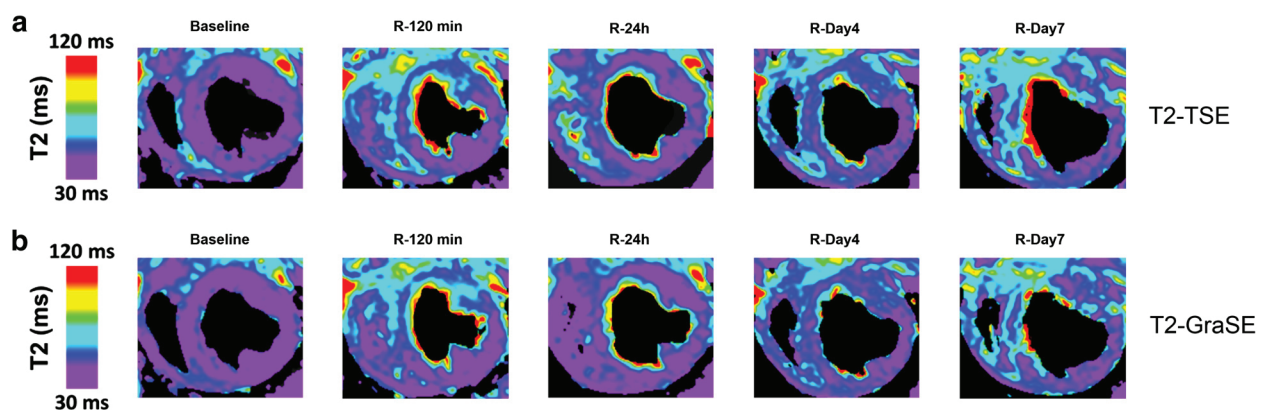 a
Baseline
R-120 min
R-24h
R-Day4
R-Day7
120 ms
T2 (ms)
30 ms
T2-TSE
b
Baseline
R-120 min
R-24h
R-Day4
R-Day7
120 ms
T2 (ms)
30 ms
T2-GraSE